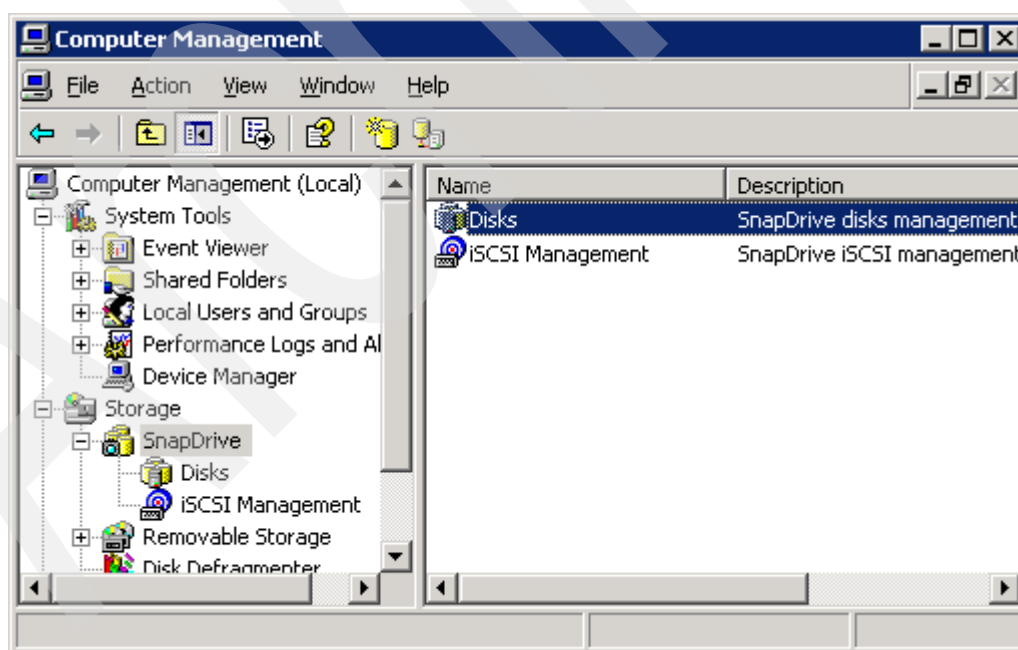 Computer Management
File Action View Window Help
Computer Management (Local)
System Tools
Event Viewer
Shared Folders
Local Users and Groups
Performance Logs and Al
Device Manager
Storage
SnapDrive
Disks
iSCSI Management
Removable Storage
Disk Defragmenter
Name Description
Disks SnapDrive disks management
iSCSI Management SnapDrive iSCSI management